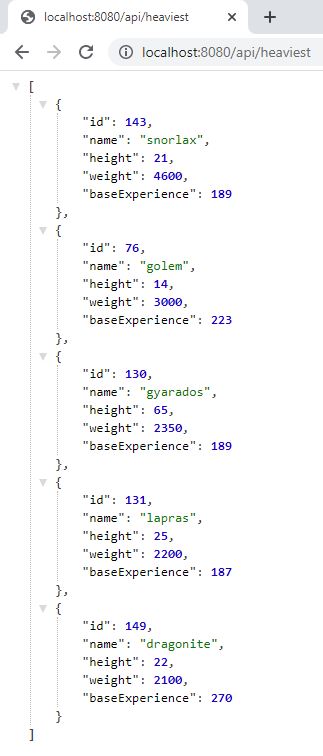 localhost:8080/api/heaviest
localhost:8080/api/heaviest
[
{
"id": 143,
"name": "snorlax",
"height": 21,
"weight": 4600,
"baseExperience": 189
},
{
"id": 76,
"name": "golem",
"height": 14,
"weight": 3000,
"baseExperience": 223
},
{
"id": 130,
"name": "gyarados",
"height": 65,
"weight": 2350,
"baseExperience": 189
},
{
"id": 131,
"name": "lapras",
"height": 25,
"weight": 2200,
"baseExperience": 187
},
{
"id": 149,
"name": "dragonite",
"height": 22,
"weight": 2100,
"baseExperience": 270
}
]